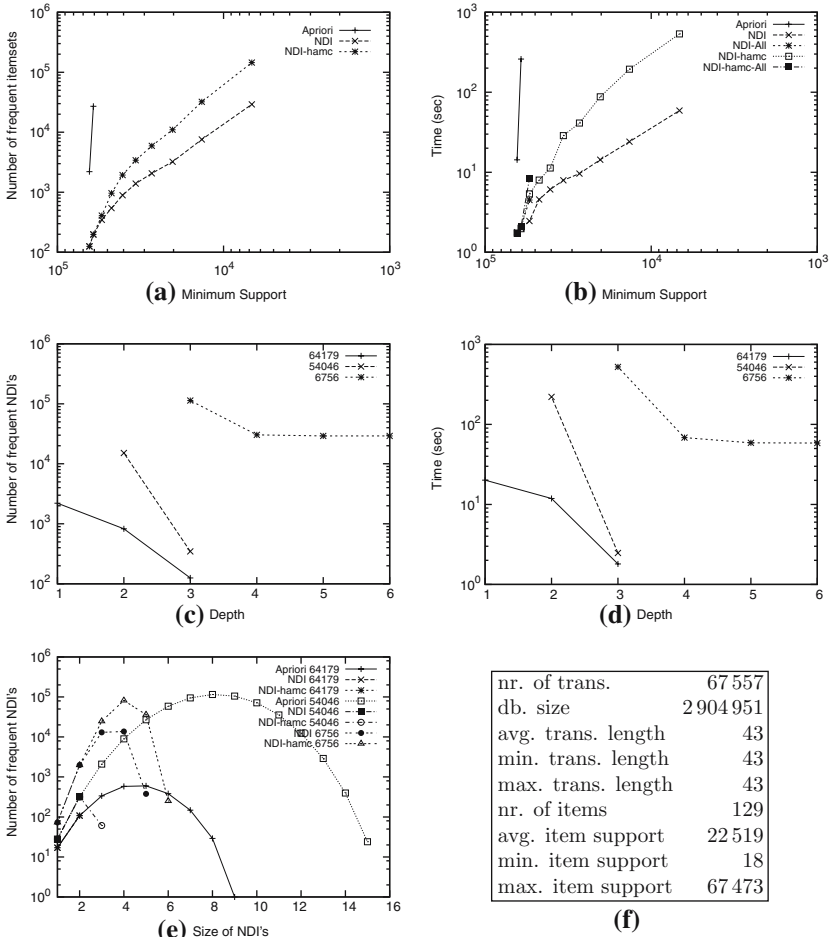 10^6
10^5
10^4
10^3
10^2
Number of frequent itemsets
Apriori
NDI
NDI-hamc
10^5
10^4
10^3
(a) Minimum Support
10^3
10^2
10^1
10^0
Time (sec)
Apriori
NDI
NDI-All
NDI-hamc
NDI-hamc-All
10^5
10^4
10^3
(b) Minimum Support
10^6
10^5
10^4
10^3
10^2
Number of frequent NDI's
64179
54046
6756
1 2 3 4 5 6
(c) Depth
10^3
10^2
10^1
10^0
Time (sec)
64179
54046
6756
1 2 3 4 5 6
(d) Depth
10^6
10^5
10^4
10^3
10^2
10^1
10^0
Number of frequent NDI's
Apriori 64179
NDI 64179
NDI-hamc 64179
Apriori 54046
NDI 54046
NDI-hamc 54046
NDI 6756
NDI-hamc 6756
2 4 6 8 10 12 14 16
(e) Size of NDI's
nr. of trans. 67 557
db. size 2 904 951
avg. trans. length 43
min. trans. length 43
max. trans. length 43
nr. of items 129
avg. item support 22 519
min. item support 18
max. item support 67 473
(f)